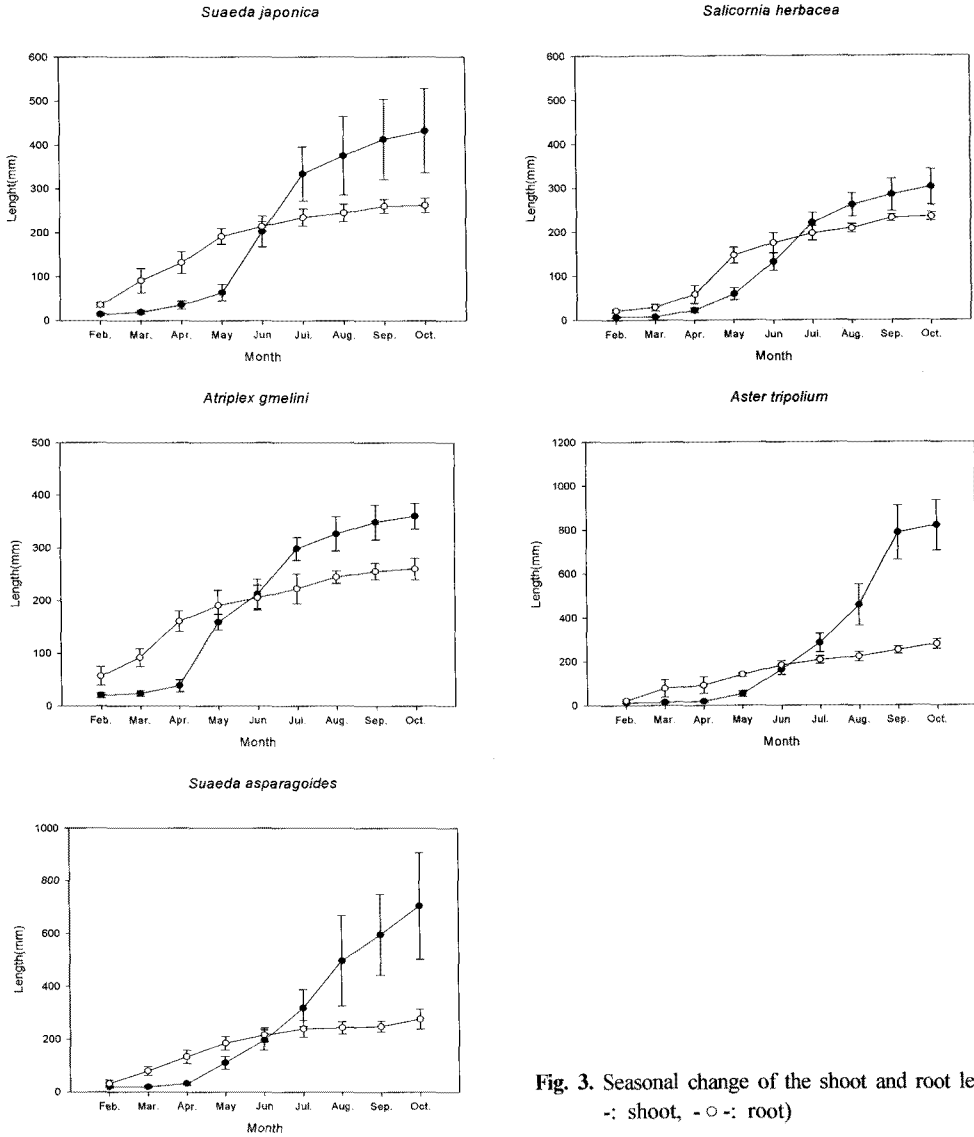 Suaeda japonica
600
500
400
300
200
100
0
Lenght(mm)
Feb. Mar. Apr. May Jun Jul. Aug. Sep. Oct.
Month
Salicornia herbacea
600
500
400
300
200
100
0
Length(mm)
Feb. Mar. Apr. May Jun. Jul. Aug. Sep. Oct.
Month
Atriplex gmelini
500
400
300
200
100
0
Length(mm)
Feb. Mar. Apr. May Jun Jul. Aug. Sep. Oct.
Month
Aster tripolium
1200
1000
800
600
400
200
0
Length(mm)
Feb. Mar. Apr. May Jun Jul. Aug. Sep. Oct.
Month
Suaeda asparagoides
1000
800
600
400
200
0
Length(mm)
Feb. Mar. Apr. May Jun Jul. Aug. Sep. Oct.
Month
Fig. 3. Seasonal change of the shoot and root le
-: shoot, -○-: root)